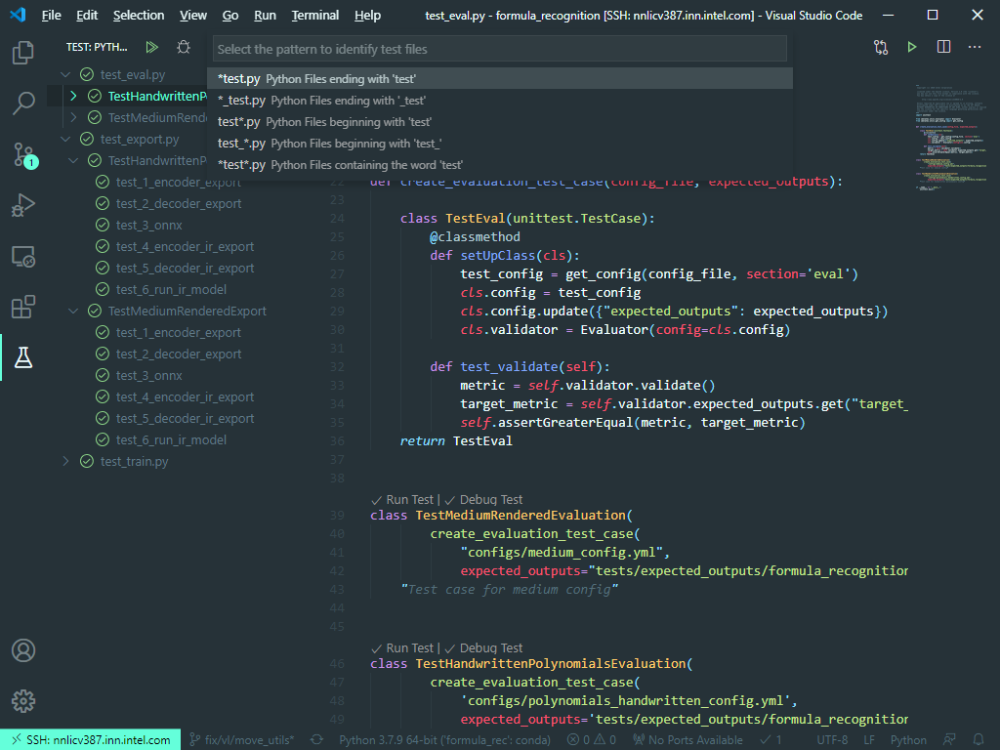 File Edit Selection View Go Run Terminal Help test_eval.py - formula_recognition [SSH: nnlicv387.inn.intel.com] - Visual Studio Code
TEST: PYTH...
Select the pattern to identify test files
*test.py Python Files ending with 'test'
*_test.py Python Files ending with '_test'
test*.py Python Files beginning with 'test'
test_*.py Python Files beginning with 'test_'
*test*.py Python Files containing the word 'test'
test_eval.py
TestHandwrittenPo
TestMediumRende
test_export.py
TestHandwrittenP
test_1_encoder_export
test_2_decoder_export
test_3_onnx
test_4_encoder_ir_export
test_5_decoder_ir_export
test_6_run_ir_model
TestMediumRenderedExport
test_1_encoder_export
test_2_decoder_export
test_3_onnx
test_4_encoder_ir_export
test_5_decoder_ir_export
test_6_run_ir_model
test_train.py
1
22 def create_evaluation_test_case(config_file, expected_outputs):
23
24 class TestEval(unittest.TestCase):
25 @classmethod
26 def setUpClass(cls):
27 test_config = get_config(config_file, section='eval')
28 cls.config = test_config
29 cls.config.update({"expected_outputs": expected_outputs})
30 cls.validator = Evaluator(config=cls.config)
31
32 def test_validate(self):
33 metric = self.validator.validate()
34 target_metric = self.validator.expected_outputs.get("target_
35 self.assertGreaterEqual(metric, target_metric)
36 return TestEval
37
38
Run Test | Debug Test
39 class TestMediumRenderedEvaluation(
40 create_evaluation_test_case(
41 "configs/medium_config.yml",
42 expected_outputs="tests/expected_outputs/formula_recognition
43 "Test case for medium config"
44
45
Run Test | Debug Test
46 class TestHandwrittenPolynomialsEvaluation(
47 create_evaluation_test_case(
48 'configs/polynomials_handwritten_config.yml',
49 expected_outputs='tests/expected_outputs/formula_recognition
SSH: nnlicv387.inn.intel.com fix/vl/move_utils* Python 3.7.9 64-bit ('formula_rec': conda) 0 0 No Ports Available 1 UTF-8 LF Python